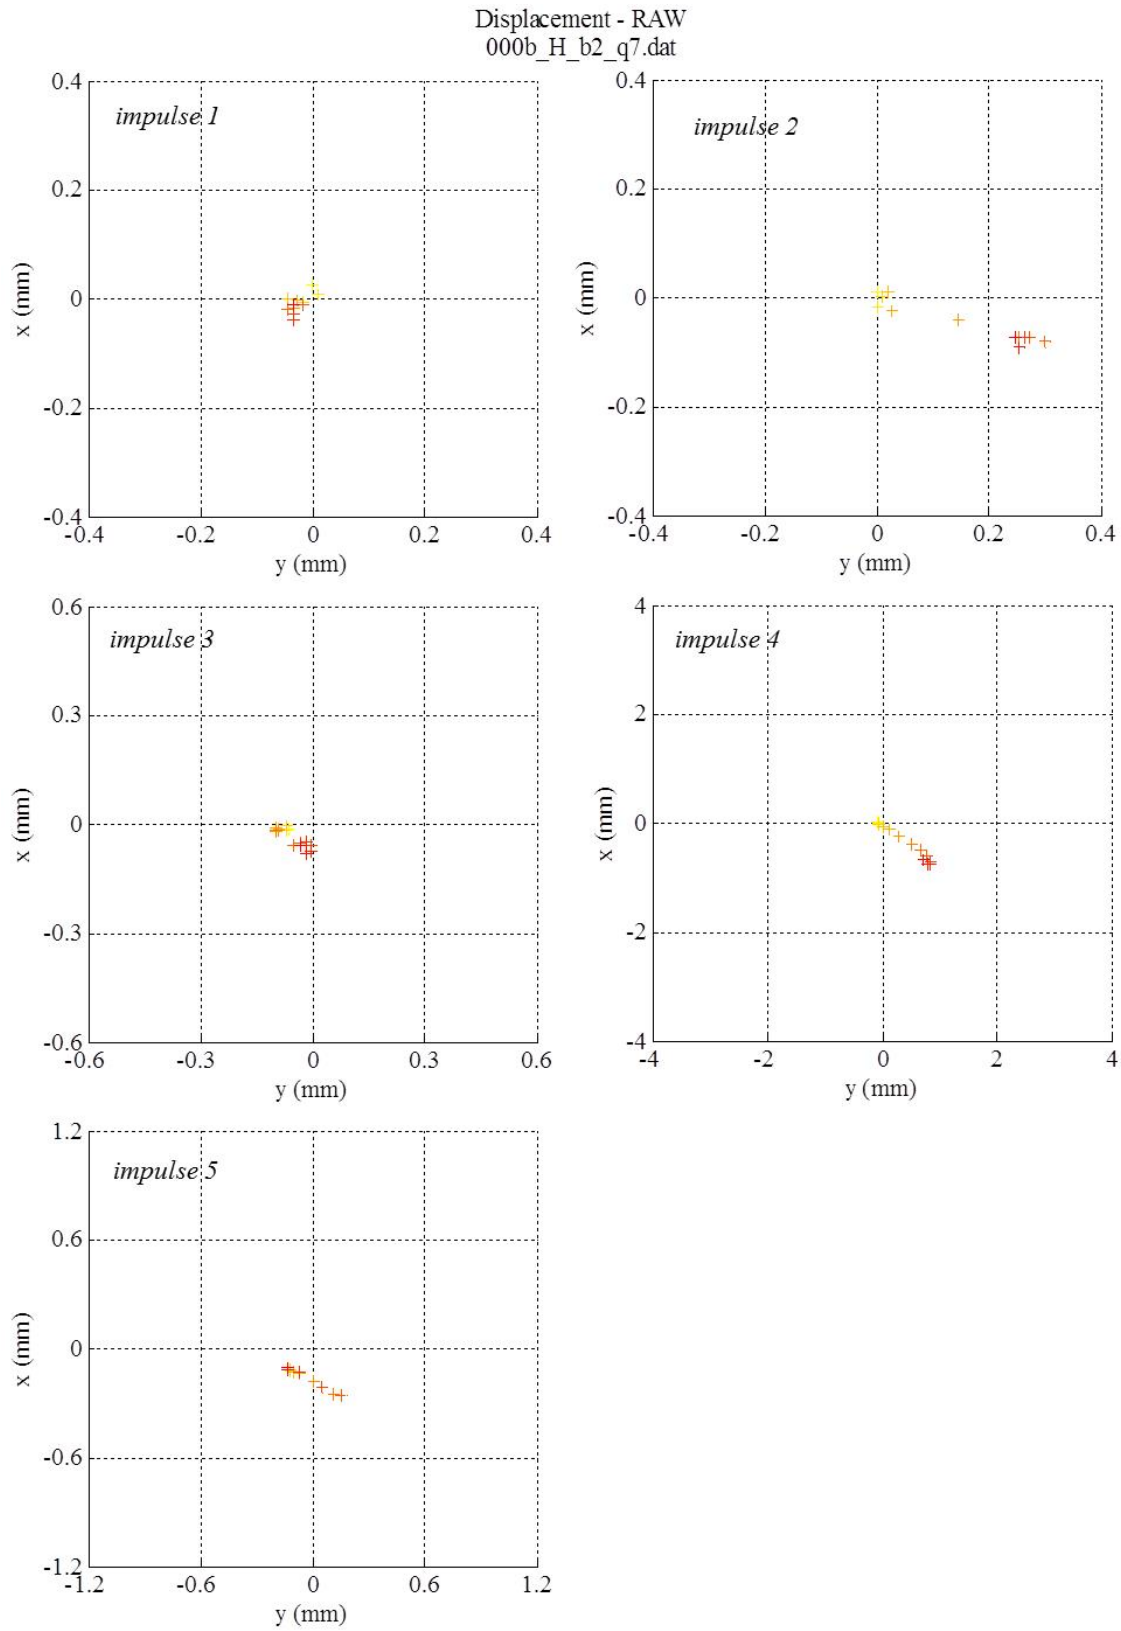 Displacement - RAW
000b_H_b2_q7.dat
impulse 1
0.4
0.2
0
-0.2
-0.4
x (mm)
-0.4 -0.2 0 0.2 0.4
y (mm)
impulse 2
0.4
0.2
0
-0.2
-0.4
x (mm)
-0.4 -0.2 0 0.2 0.4
y (mm)
impulse 3
0.6
0.3
0
-0.3
-0.6
x (mm)
-0.6 -0.3 0 0.3 0.6
y (mm)
impulse 4
4
2
0
-2
-4
x (mm)
-4 -2 0 2 4
y (mm)
impulse 5
1.2
0.6
0
-0.6
-1.2
x (mm)
-1.2 -0.6 0 0.6 1.2
y (mm)